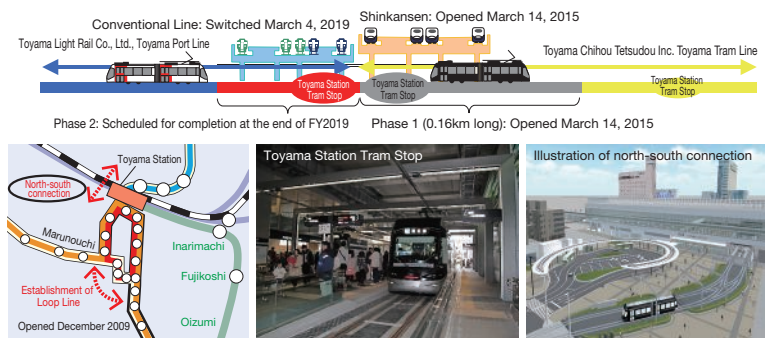 Conventional Line: Switched March 4, 2019
Shinkansen: Opened March 14, 2015
Toyama Light Rail Co., Ltd., Toyama Port Line
Toyama Chihou Tetsudou Inc. Toyama Tram Line
Toyama Station
Tram Stop
Toyama Station
Tram Stop
Toyama Station
Tram Stop
Phase 2: Scheduled for completion at the end of FY2019
Phase 1 (0.16km long): Opened March 14, 2015
Toyama Station
North-south
connection
Marunouchi
Inarimachi
Fujikoshi
Establishment of
Loop Line
Oizumi
Opened December 2009
Toyama Station Tram Stop
Illustration of north-south connection